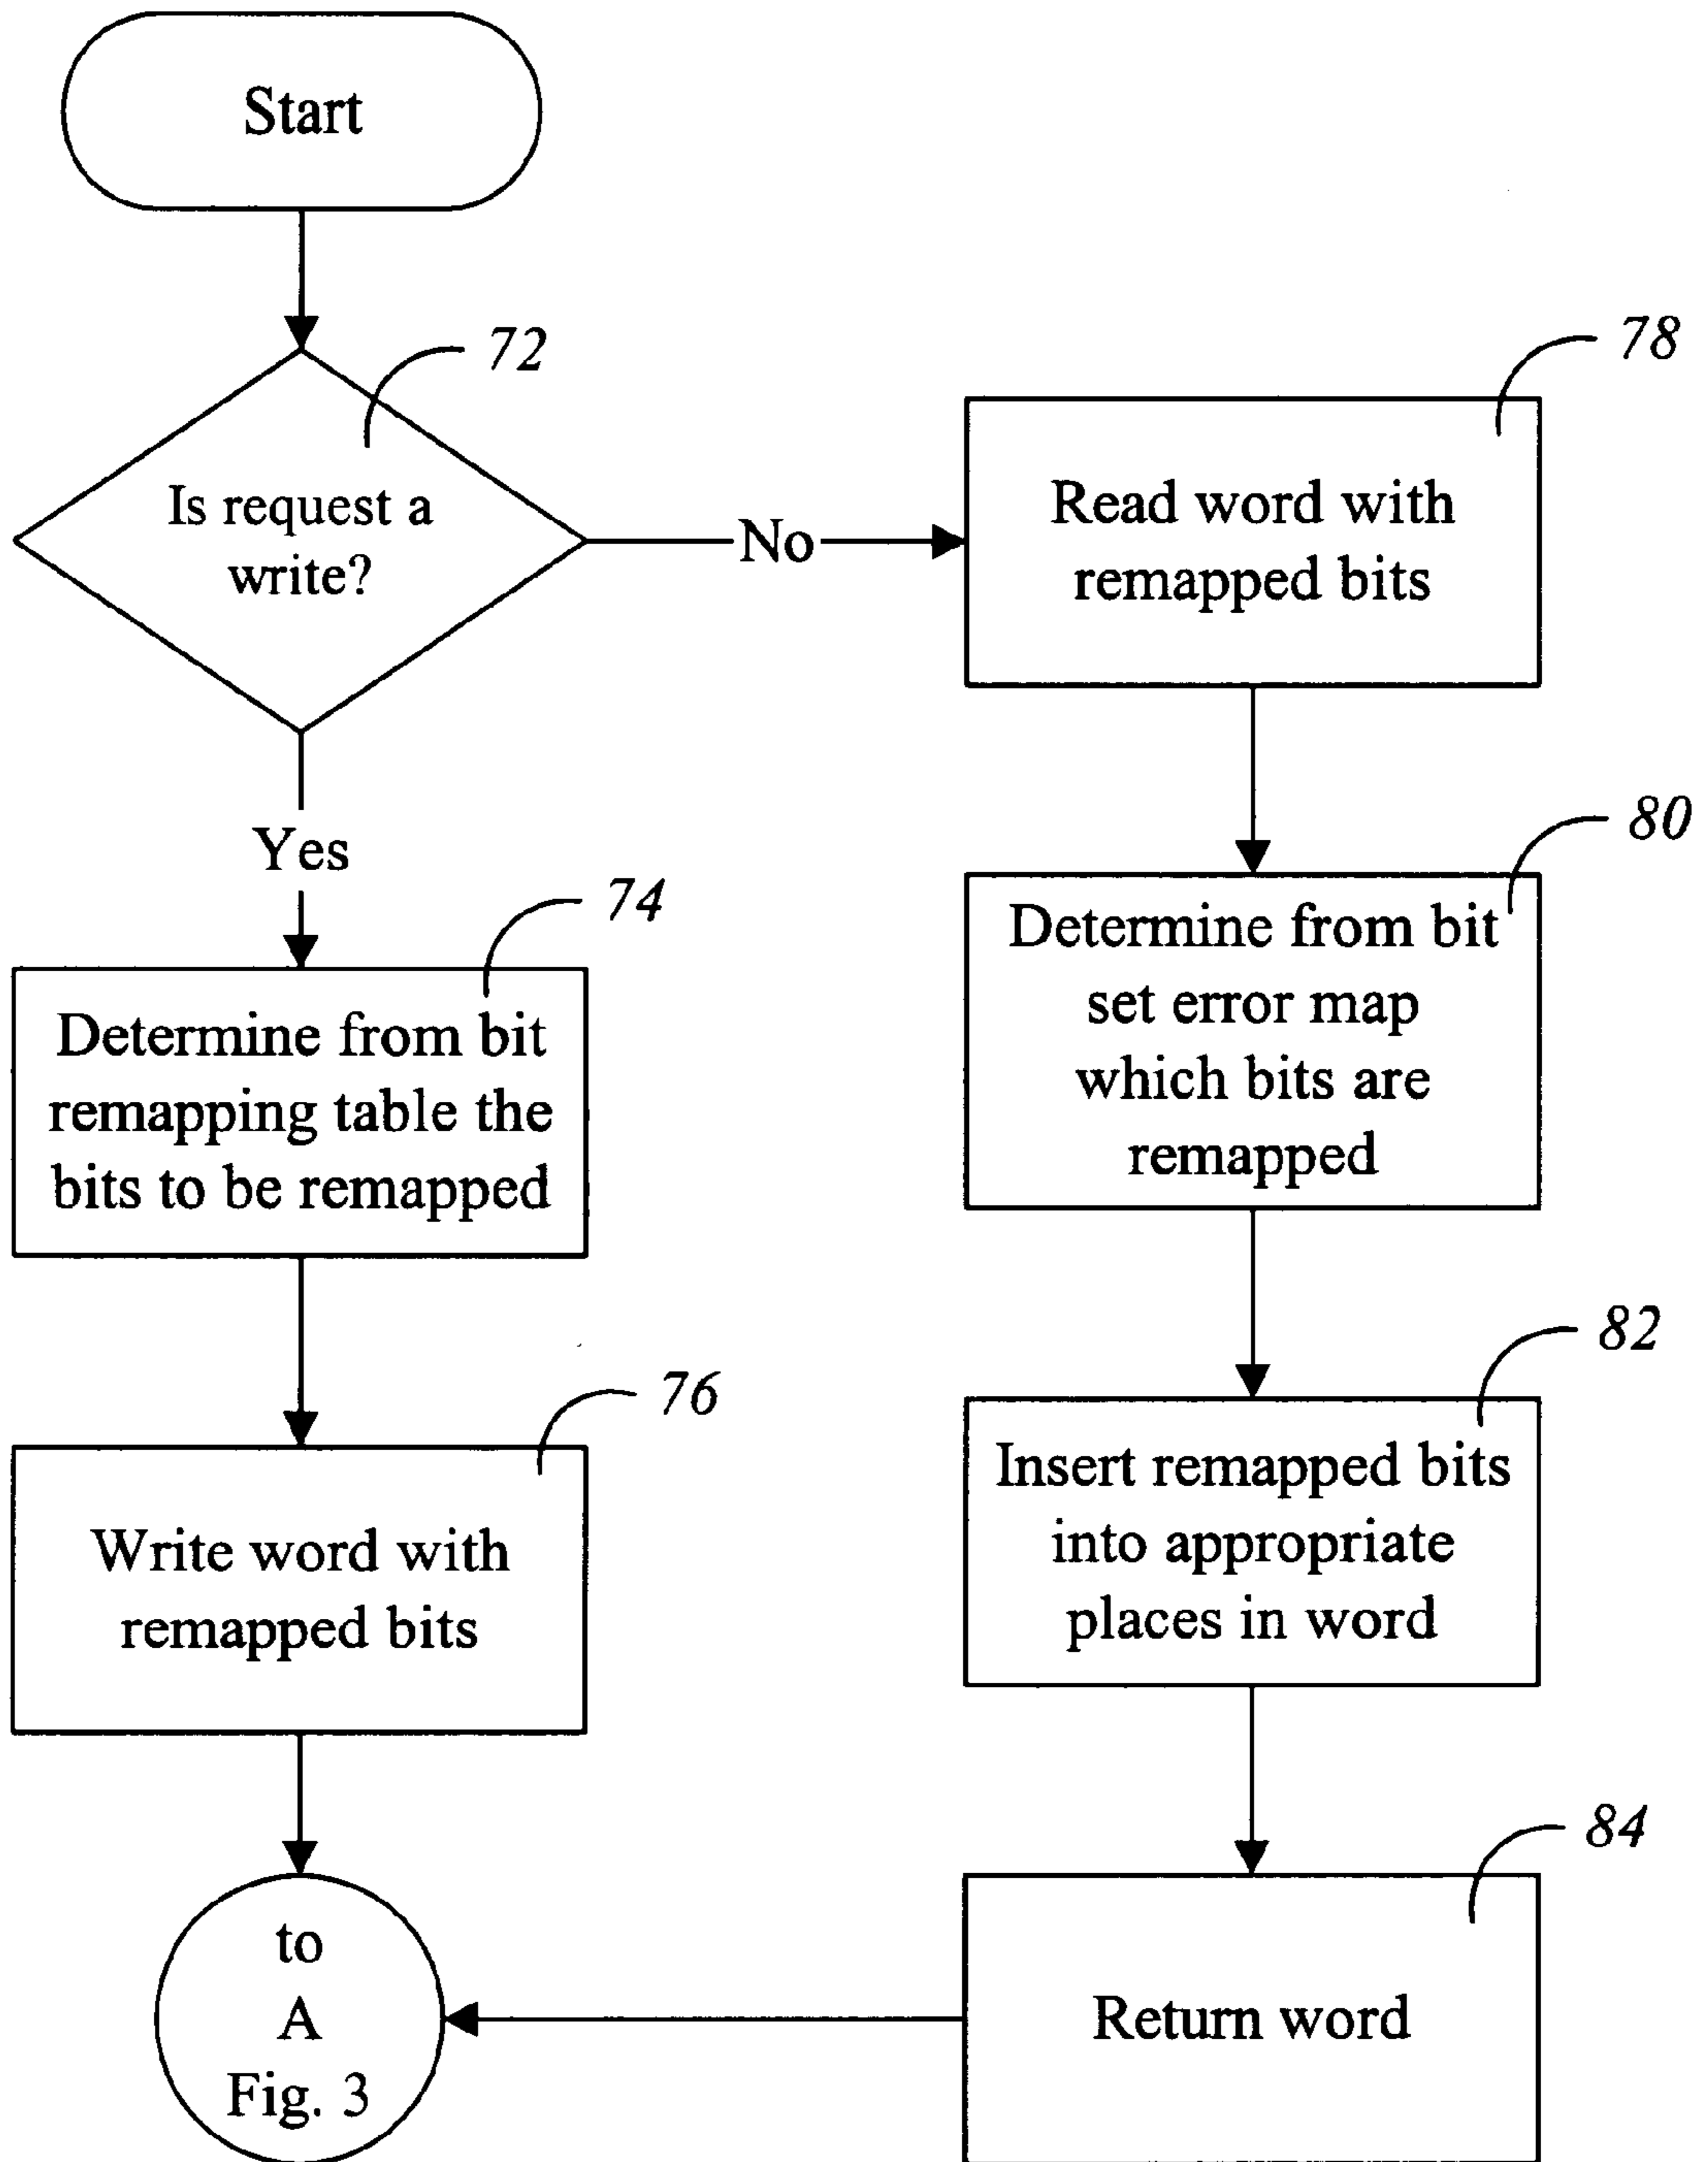 Start
72
Is request a
write?
No
Yes
74
Determine from bit
remapping table the
bits to be remapped
76
Write word with
remapped bits
to
A
Fig. 3
78
Read word with
remapped bits
80
Determine from bit
set error map
which bits are
remapped
82
Insert remapped bits
into appropriate
places in word
84
Return word